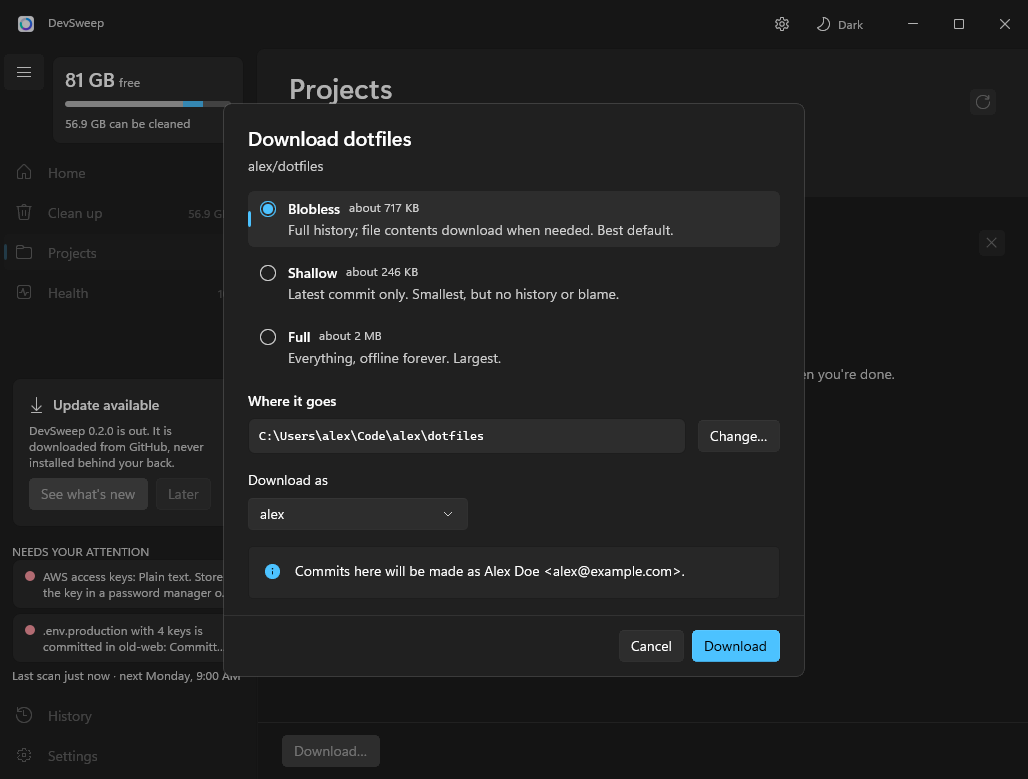 DevSweep
Dark
81 GB free
56.9 GB can be cleaned
Home
Clean up 56.9 G
Projects
Health
Update available
DevSweep 0.2.0 is out. It is
downloaded from GitHub, never
installed behind your back.
See what's new
Later
NEEDS YOUR ATTENTION
AWS access keys: Plain text. Store
the key in a password manager o...
.env.production with 4 keys is
committed in old-web: Committ...
Last scan just now · next Monday, 9:00 AM
History
Settings
Projects
en you're done.
Download...
Download dotfiles
alex/dotfiles
Blobless about 717 KB
Full history; file contents download when needed. Best default.
Shallow about 246 KB
Latest commit only. Smallest, but no history or blame.
Full about 2 MB
Everything, offline forever. Largest.
Where it goes
C:\Users\alex\Code\alex\dotfiles
Change...
Download as
alex
Commits here will be made as Alex Doe <alex@example.com>.
Cancel
Download